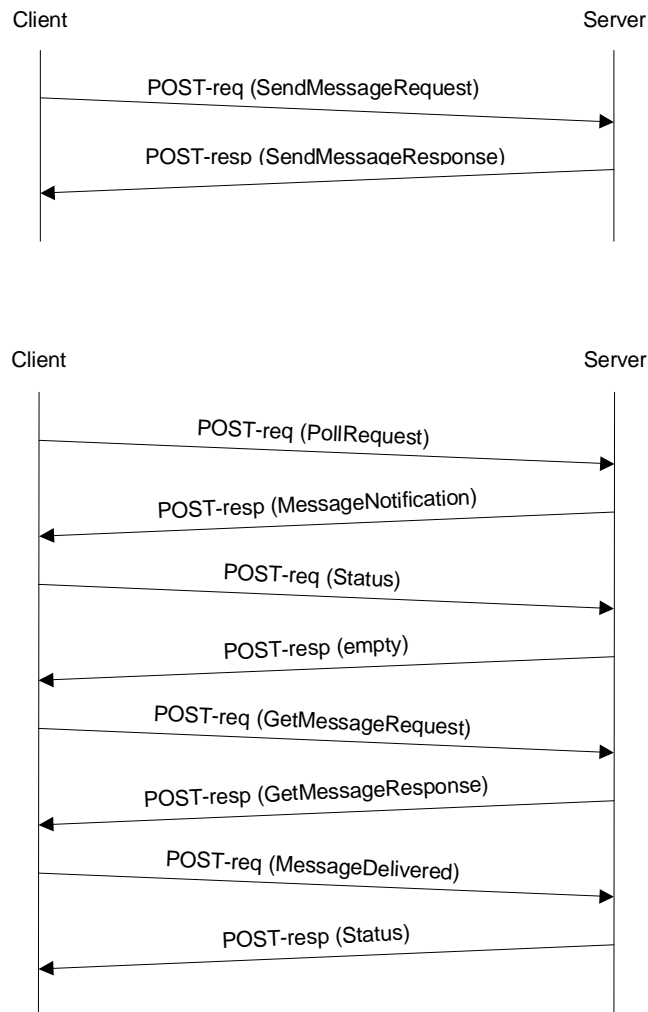 Client Server
POST-req (SendMessageRequest)
POST-resp (SendMessageResponse)
Client Server
POST-req (PollRequest)
POST-resp (MessageNotification)
POST-req (Status)
POST-resp (empty)
POST-req (GetMessageRequest)
POST-resp (GetMessageResponse)
POST-req (MessageDelivered)
POST-resp (Status)